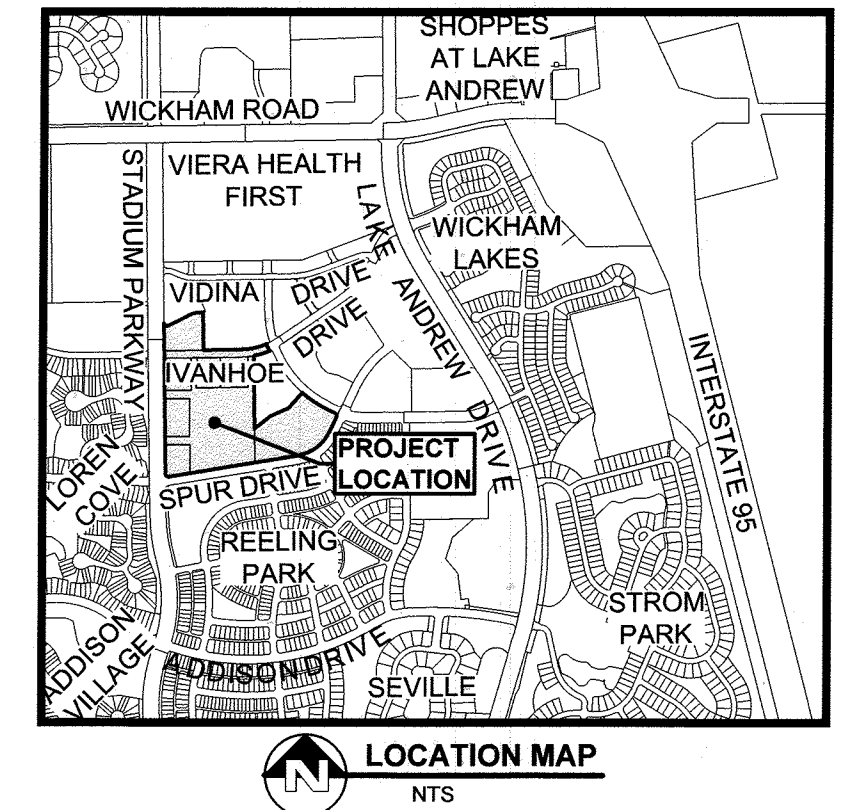 SHOPPES
AT LAKE
ANDREW
WICKHAM ROAD
STADIUM PARKWAY
VIERA HEALTH
FIRST
LAKE ANDREW DRIVE
WICKHAM
LAKES
VIDINA DRIVE
IVANHOE DRIVE
INTERSTATE 95
PROJECT
LOCATION
LOREN
COVE
SPUR DRIVE
REELING
PARK
STROM
PARK
ADDISON
VILLAGE
ADDISON DRIVE
SEVILLE
N
LOCATION MAP
NTS